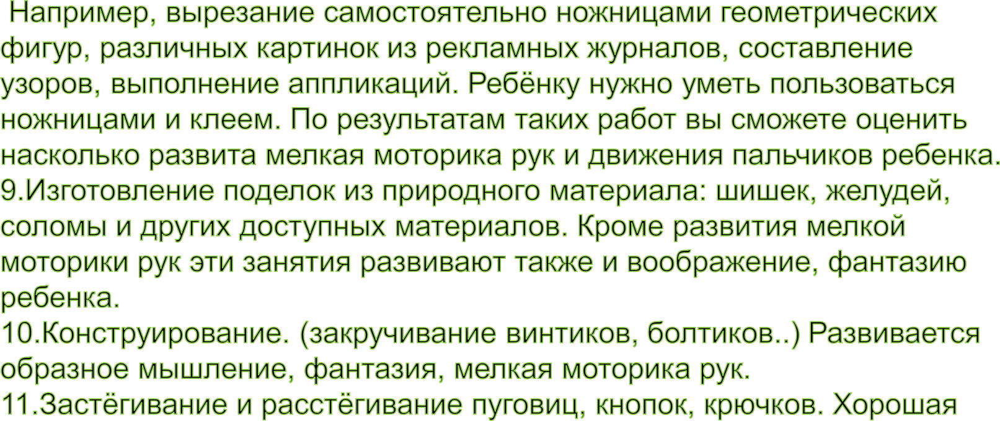 Например, вырезание самостоятельно ножницами геометрических
фигур, различных картинок из рекламных журналов, составление
узоров, выполнение аппликаций. Ребёнку нужно уметь пользоваться
ножницами и клеем. По результатам таких работ вы сможете оценить
насколько развита мелкая моторика рук и движения пальчиков ребенка.
9.Изготовление поделок из природного материала: шишек, желудей,
соломы и других доступных материалов. Кроме развития мелкой
моторики рук эти занятия развивают также и воображение, фантазию
ребенка.
10.Конструирование. (закручивание винтиков, болтиков..) Развивается
образное мышление, фантазия, мелкая моторика рук.
11.Застёгивание и расстёгивание пуговиц, кнопок, крючков. Хорошая